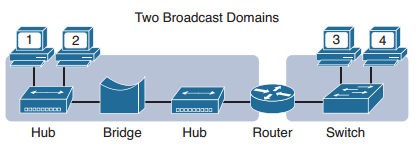 Two Broadcast Domains
1 2 3 4
Hub Bridge Hub Router Switch